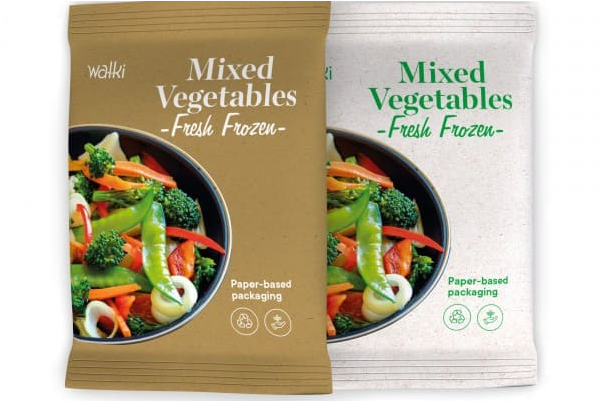 walki
Mixed
Vegetables
-Fresh Frozen-
Paper-based
packaging
ki
Mixed
Vegetables
-Fresh Frozen-
Paper-based
packaging